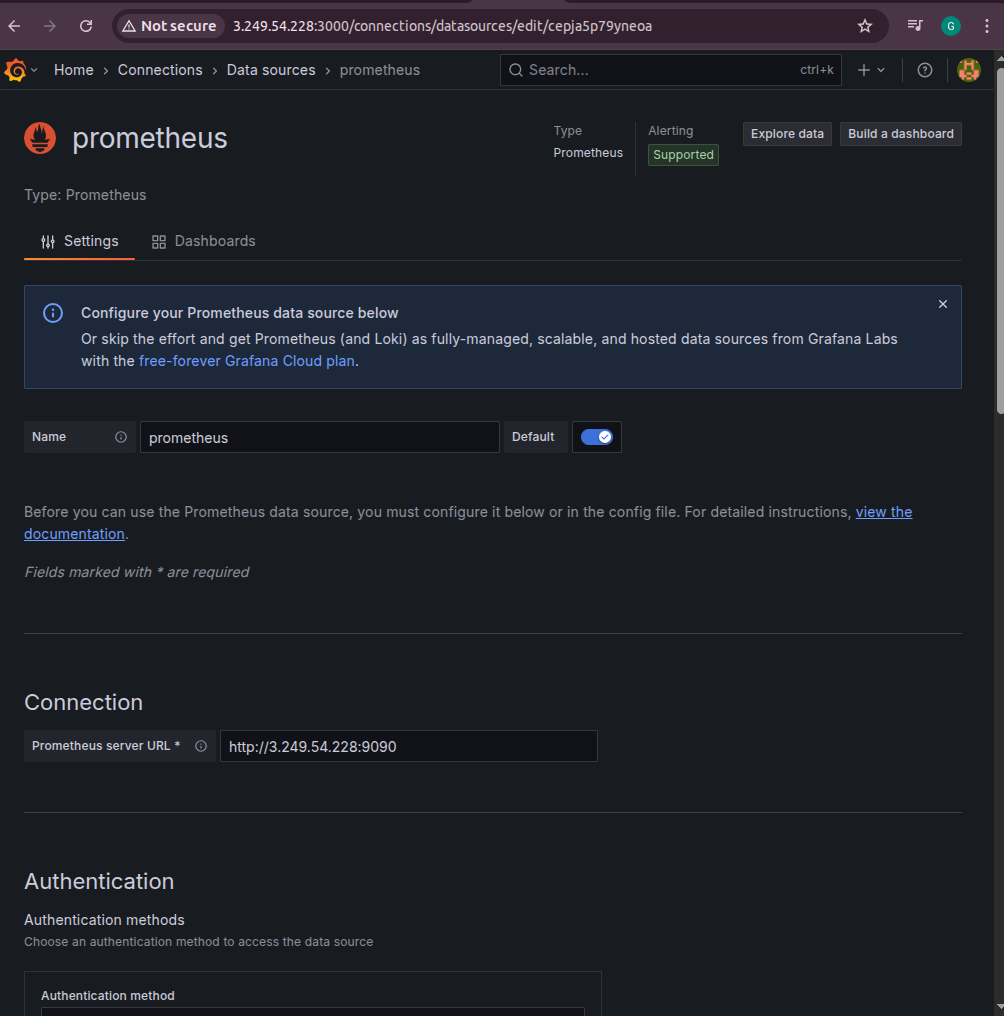 Not secure 3.249.54.228:3000/connections/datasources/edit/cepja5p79yneoa G
Home › Connections › Data sources › prometheus Search... ctrl+k
prometheus
Type Alerting Explore data Build a dashboard
Prometheus Supported
Type: Prometheus
Settings Dashboards
Configure your Prometheus data source below
Or skip the effort and get Prometheus (and Loki) as fully-managed, scalable, and hosted data sources from Grafana Labs
with the free-forever Grafana Cloud plan.
Name prometheus Default
Before you can use the Prometheus data source, you must configure it below or in the config file. For detailed instructions, view the
documentation.
Fields marked with * are required
Connection
Prometheus server URL * http://3.249.54.228:9090
Authentication
Authentication methods
Choose an authentication method to access the data source
Authentication method